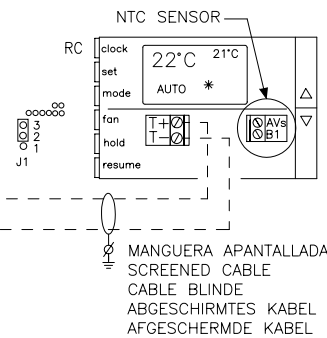 NTC SENSOR
RC
clock
set
mode
fan
hold
resume
22°C
21°C
AUTO *
T+
T-
AVs
B1
3
2
1
J1
MANGUERA APANTALLADA
SCREENED CABLE
CABLE BLINDE
ABGESCHIRMTES KABEL
AFGESCHERMDE KABEL